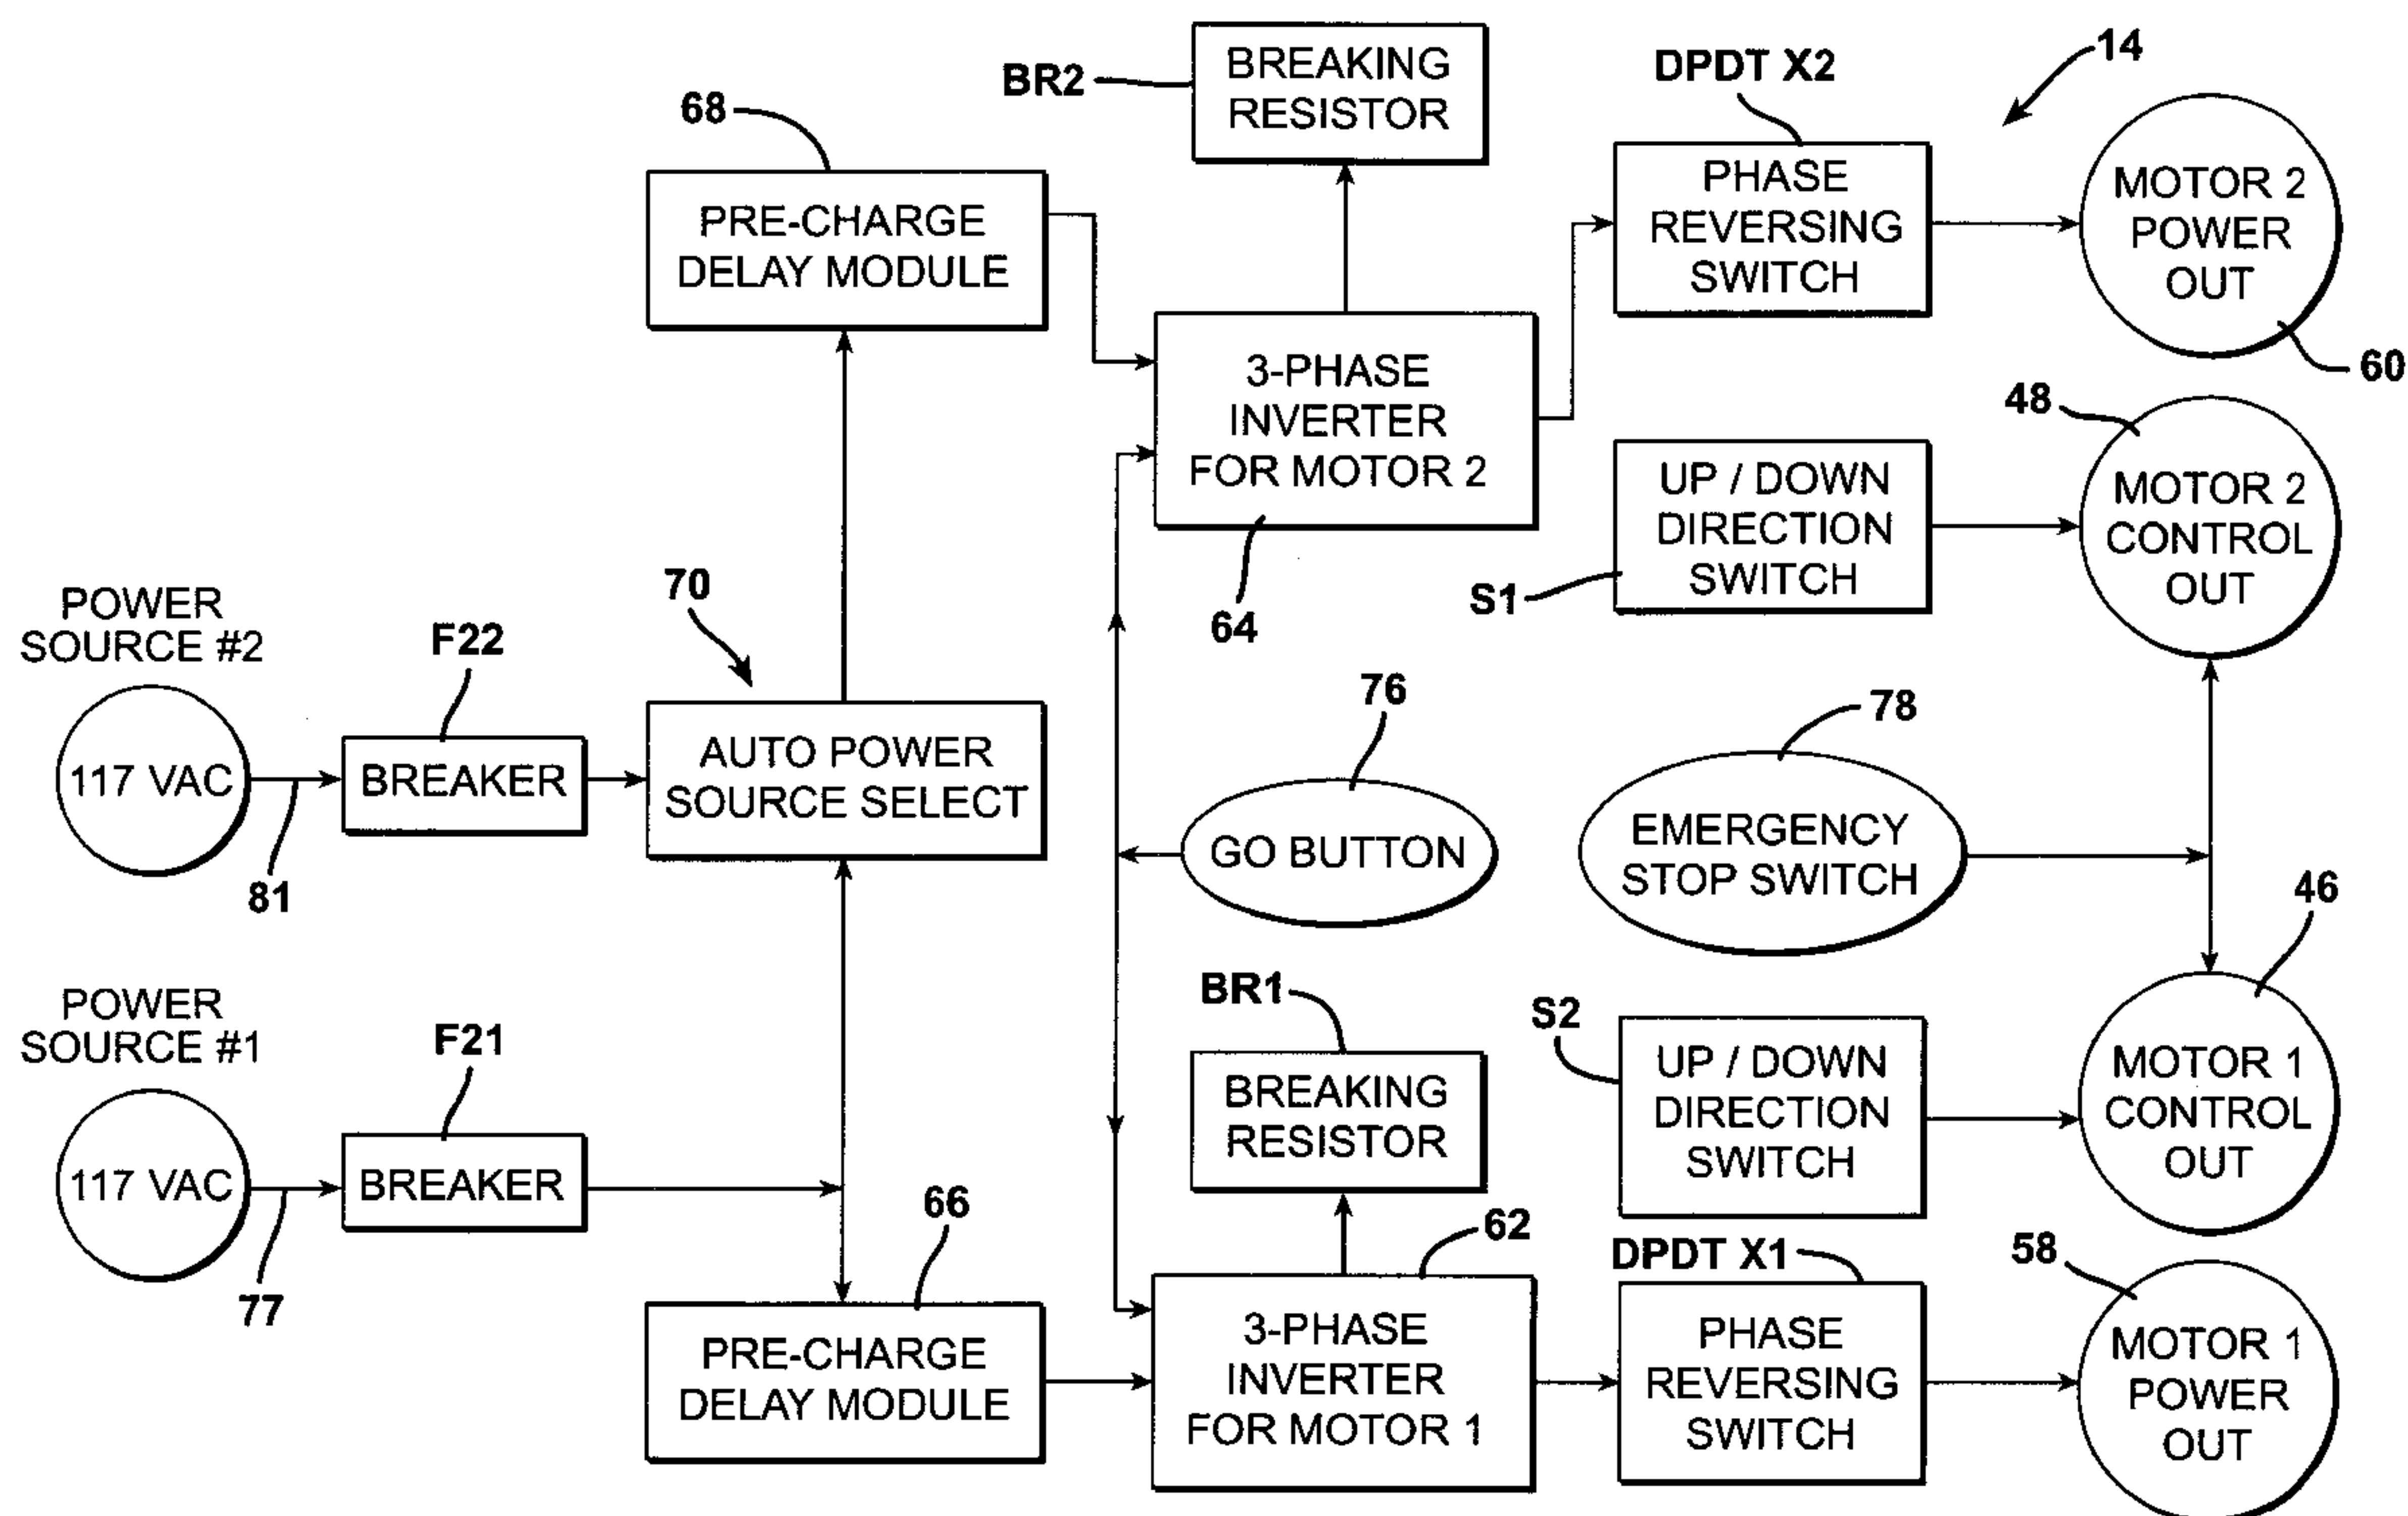 BR2
BREAKING
RESISTOR
DPDT X2
14
68
PRE-CHARGE
DELAY MODULE
PHASE
REVERSING
SWITCH
MOTOR 2
POWER
OUT
60
3-PHASE
INVERTER
FOR MOTOR 2
64
48
UP / DOWN
DIRECTION
SWITCH
S1
MOTOR 2
CONTROL
OUT
POWER
SOURCE #2
F22
70
117 VAC
81
BREAKER
AUTO POWER
SOURCE SELECT
76
GO BUTTON
78
EMERGENCY
STOP SWITCH
46
POWER
SOURCE #1
F21
117 VAC
77
BREAKER
BR1
BREAKING
RESISTOR
S2
UP / DOWN
DIRECTION
SWITCH
MOTOR 1
CONTROL
OUT
66
PRE-CHARGE
DELAY MODULE
62
3-PHASE
INVERTER
FOR MOTOR 1
DPDT X1
PHASE
REVERSING
SWITCH
58
MOTOR 1
POWER
OUT